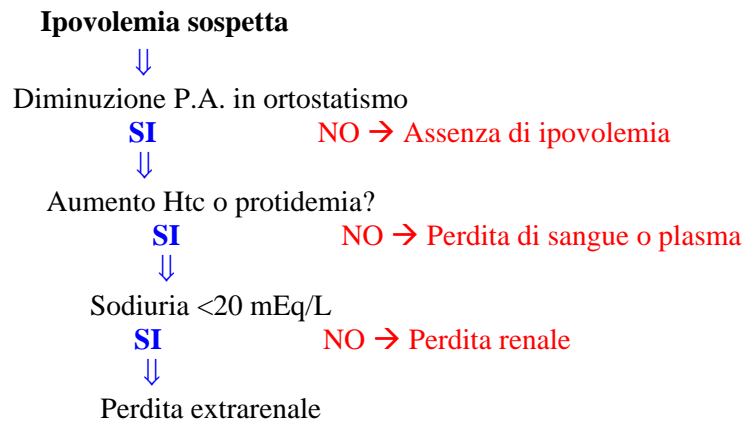 Ipovolemia sospetta
⇓
Diminuzione P.A. in ortostatismo
SI NO → Assenza di ipovolemia
⇓
Aumento Htc o protidemia?
SI NO → Perdita di sangue o plasma
⇓
Sodiuria <20 mEq/L
SI NO → Perdita renale
⇓
Perdita extrarenale